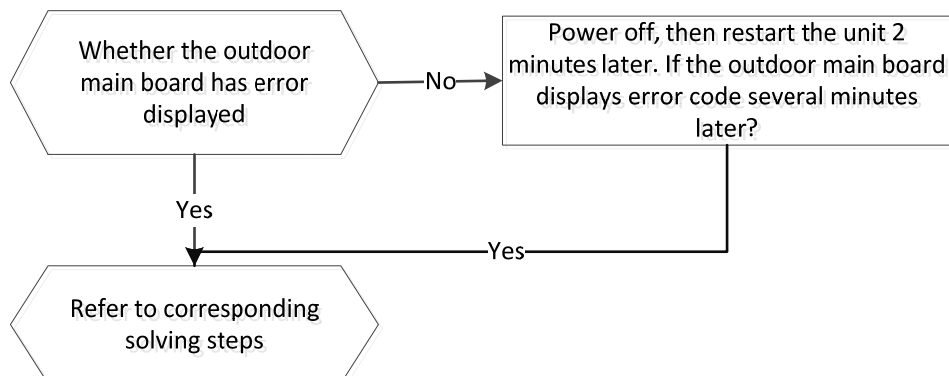 Whether the outdoor
main board has error
displayed
No
Power off, then restart the unit 2
minutes later. If the outdoor main board
displays error code several minutes
later?
Yes
Yes
Refer to corresponding
solving steps